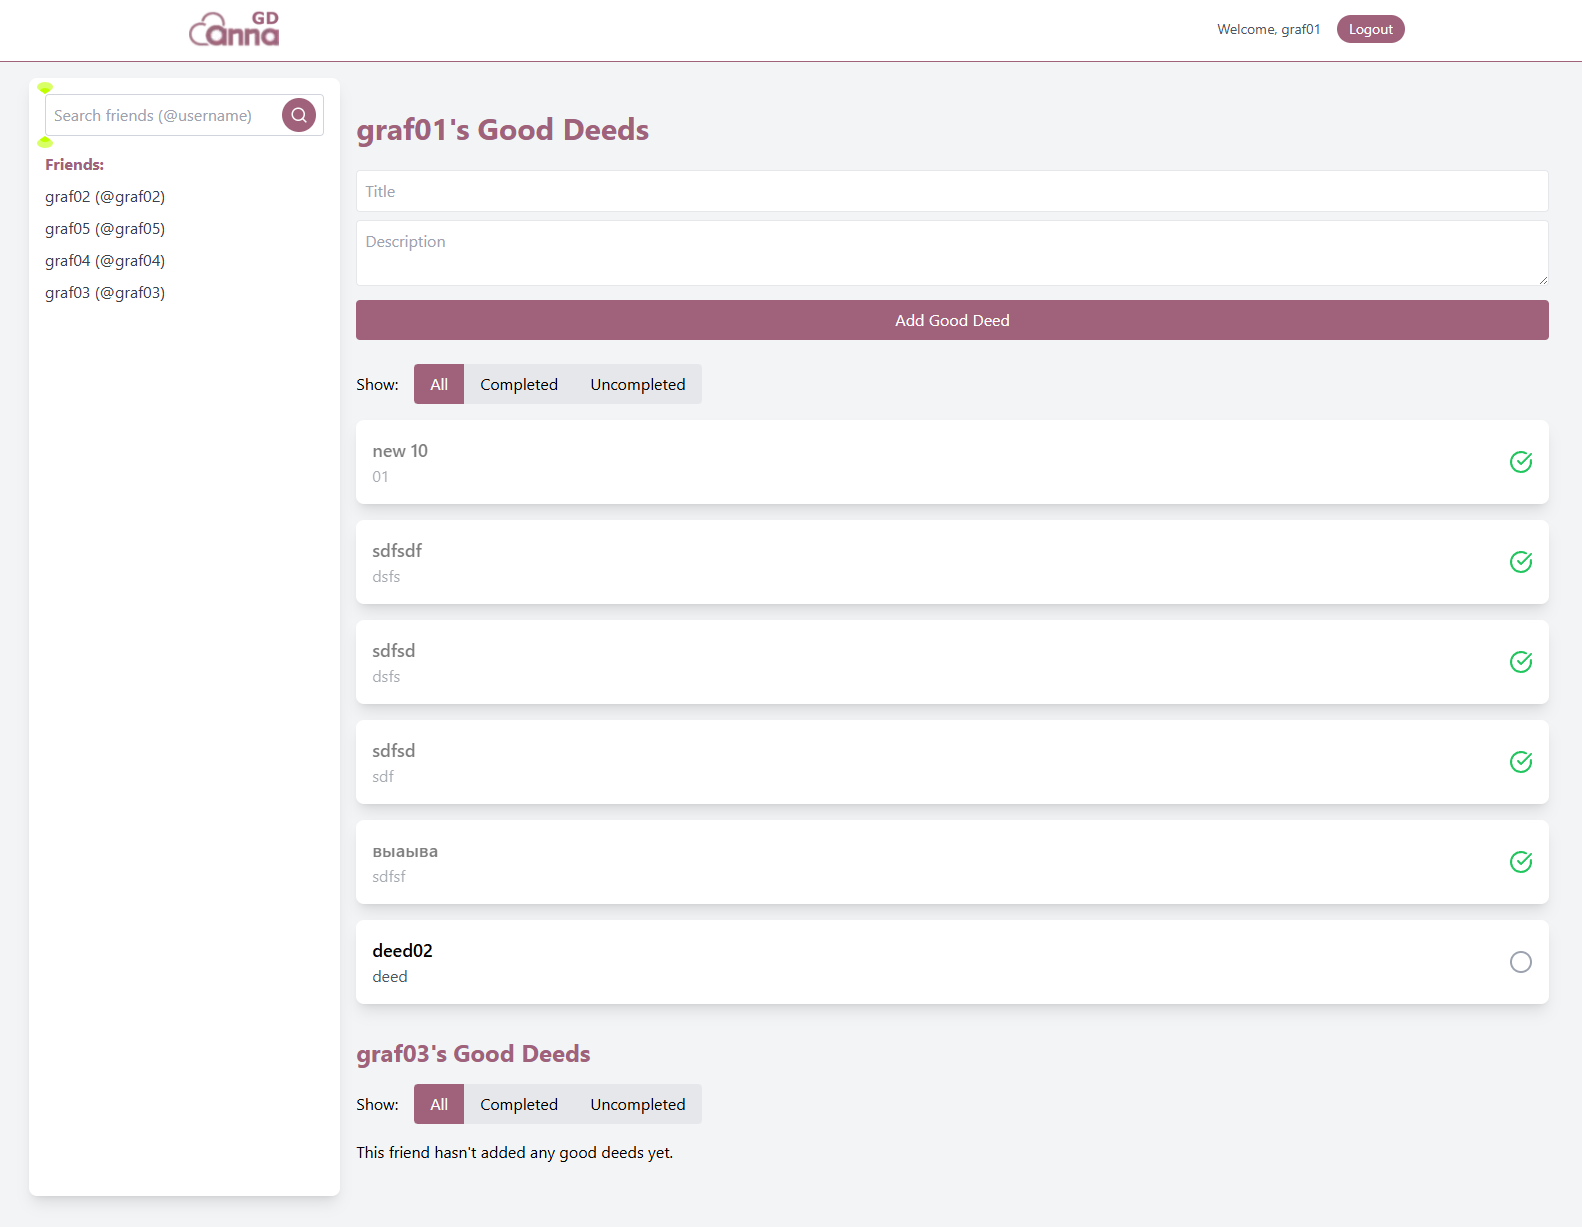 GD
Canna
Welcome, graf01
Logout
Search friends (@username)
Friends:
graf02 (@graf02)
graf05 (@graf05)
graf04 (@graf04)
graf03 (@graf03)
graf01's Good Deeds
Title
Description
Add Good Deed
Show: All Completed Uncompleted
new 10
01
sdfsdf
dsfs
sdfsd
dsfs
sdfsd
sdf
выаыва
sdfsf
deed02
deed
graf03's Good Deeds
Show: All Completed Uncompleted
This friend hasn't added any good deeds yet.